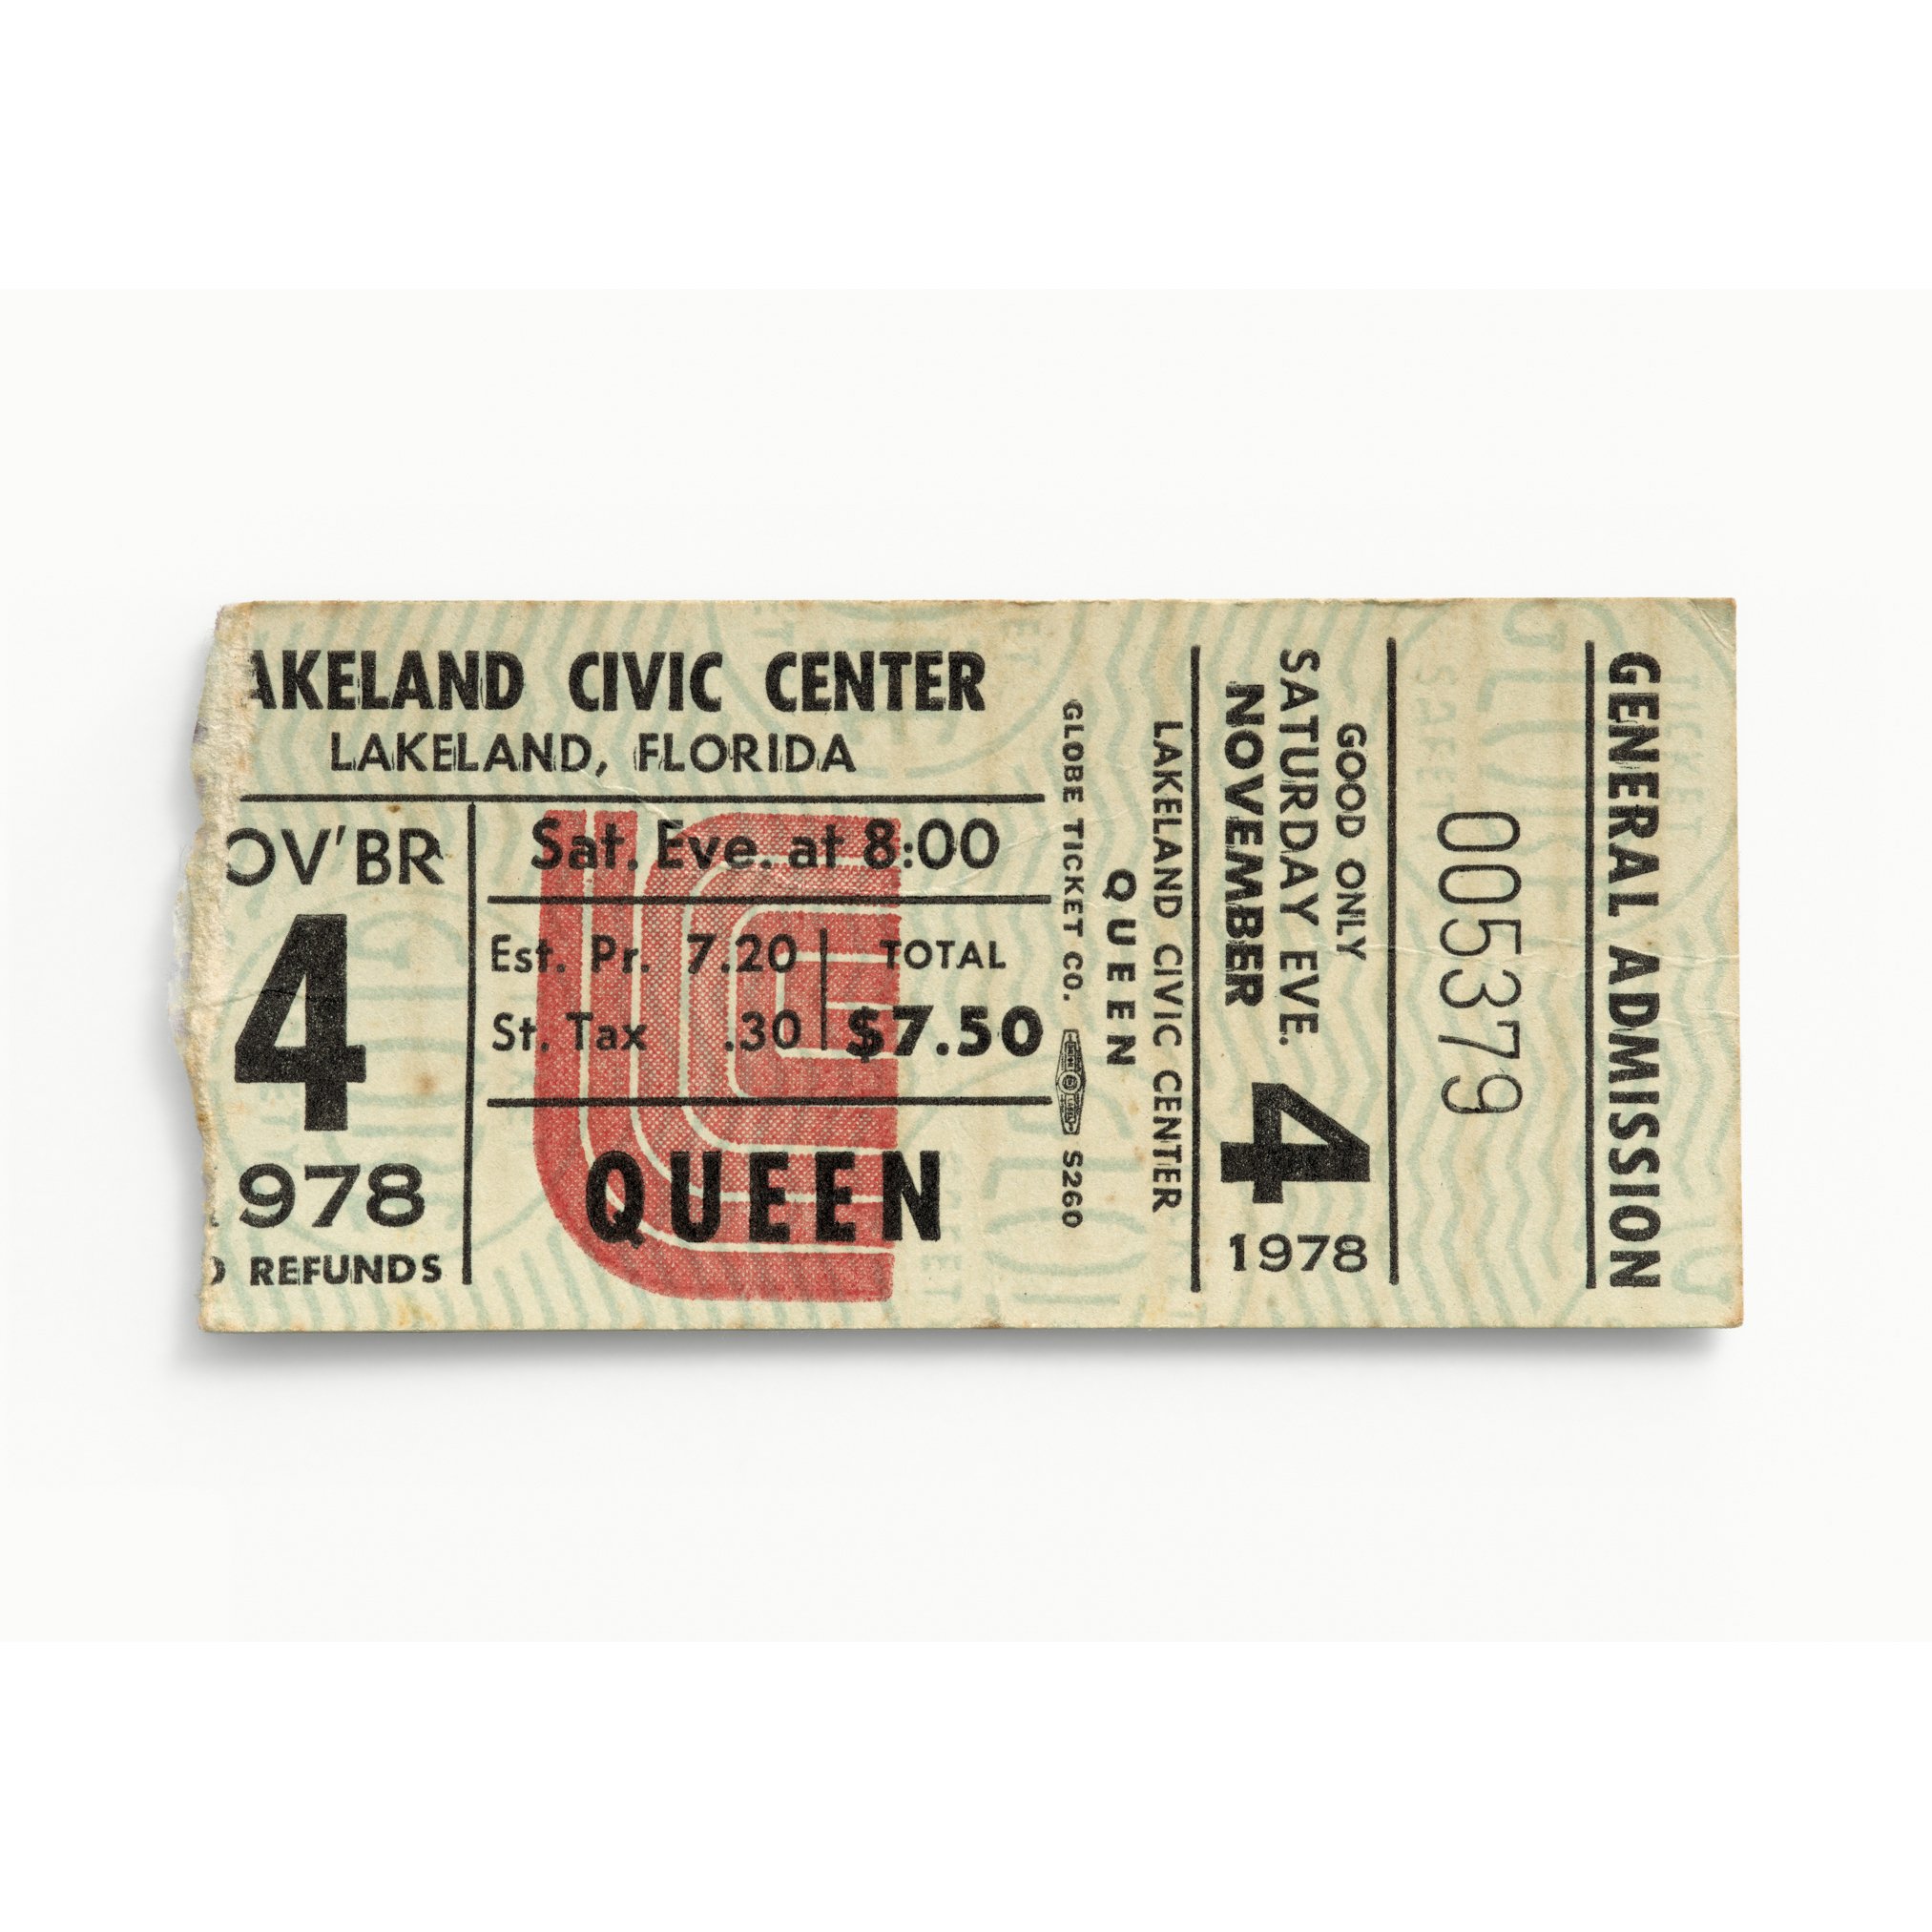 AKELAND CIVIC CENTER
LAKELAND, FLORIDA
OV'BR
4
1978
O REFUNDS
Sat. Eve. at 8:00
Est. Pr. 7.20
St. Tax .30
TOTAL
$7.50
QUEEN
GLOBE TICKET CO. S260
QUEEN
LAKELAND CIVIC CENTER
GOOD ONLY
SATURDAY EVE.
NOVEMBER 4
1978
005379
GENERAL ADMISSION